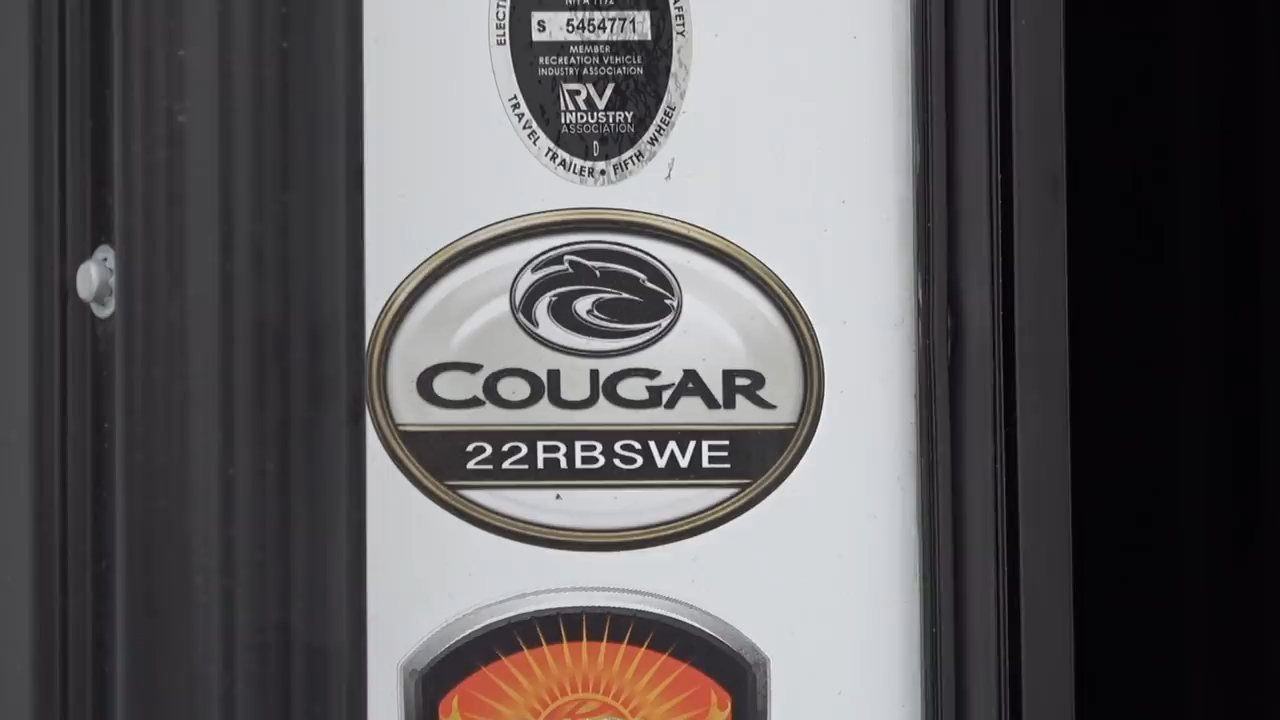 S 5454771
MEMBER
RECREATION VEHICLE
INDUSTRY ASSOCIATION
RV
INDUSTRY
ASSOCIATION
D
TRAVEL TRAILER • FIFTH WHEEL
COUGAR
22RBSWE